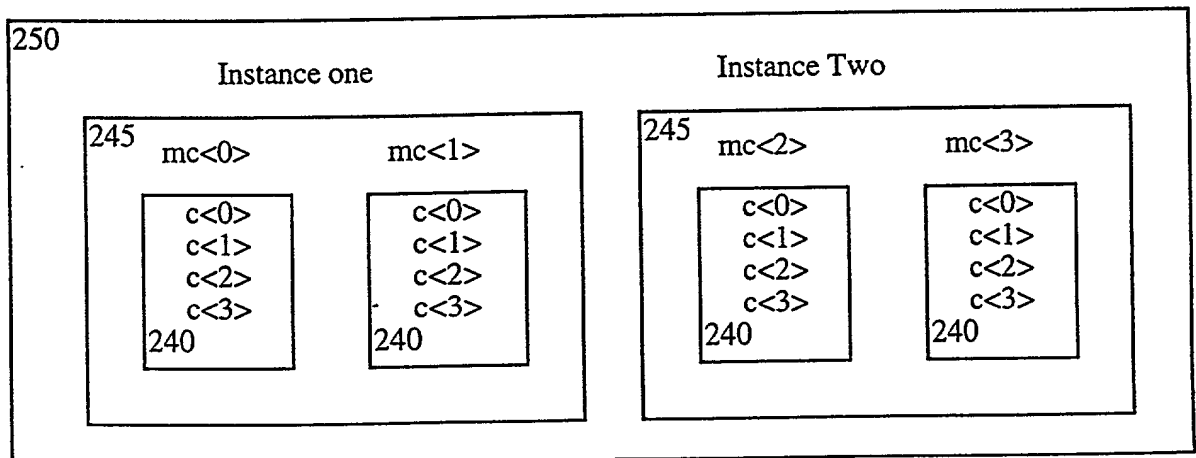 250
Instance one
Instance Two
245
mc<0>
mc<1>
c<0>
c<1>
c<2>
c<3>
240
c<0>
c<1>
c<2>
c<3>
240
245
mc<2>
mc<3>
c<0>
c<1>
c<2>
c<3>
240
c<0>
c<1>
c<2>
c<3>
240